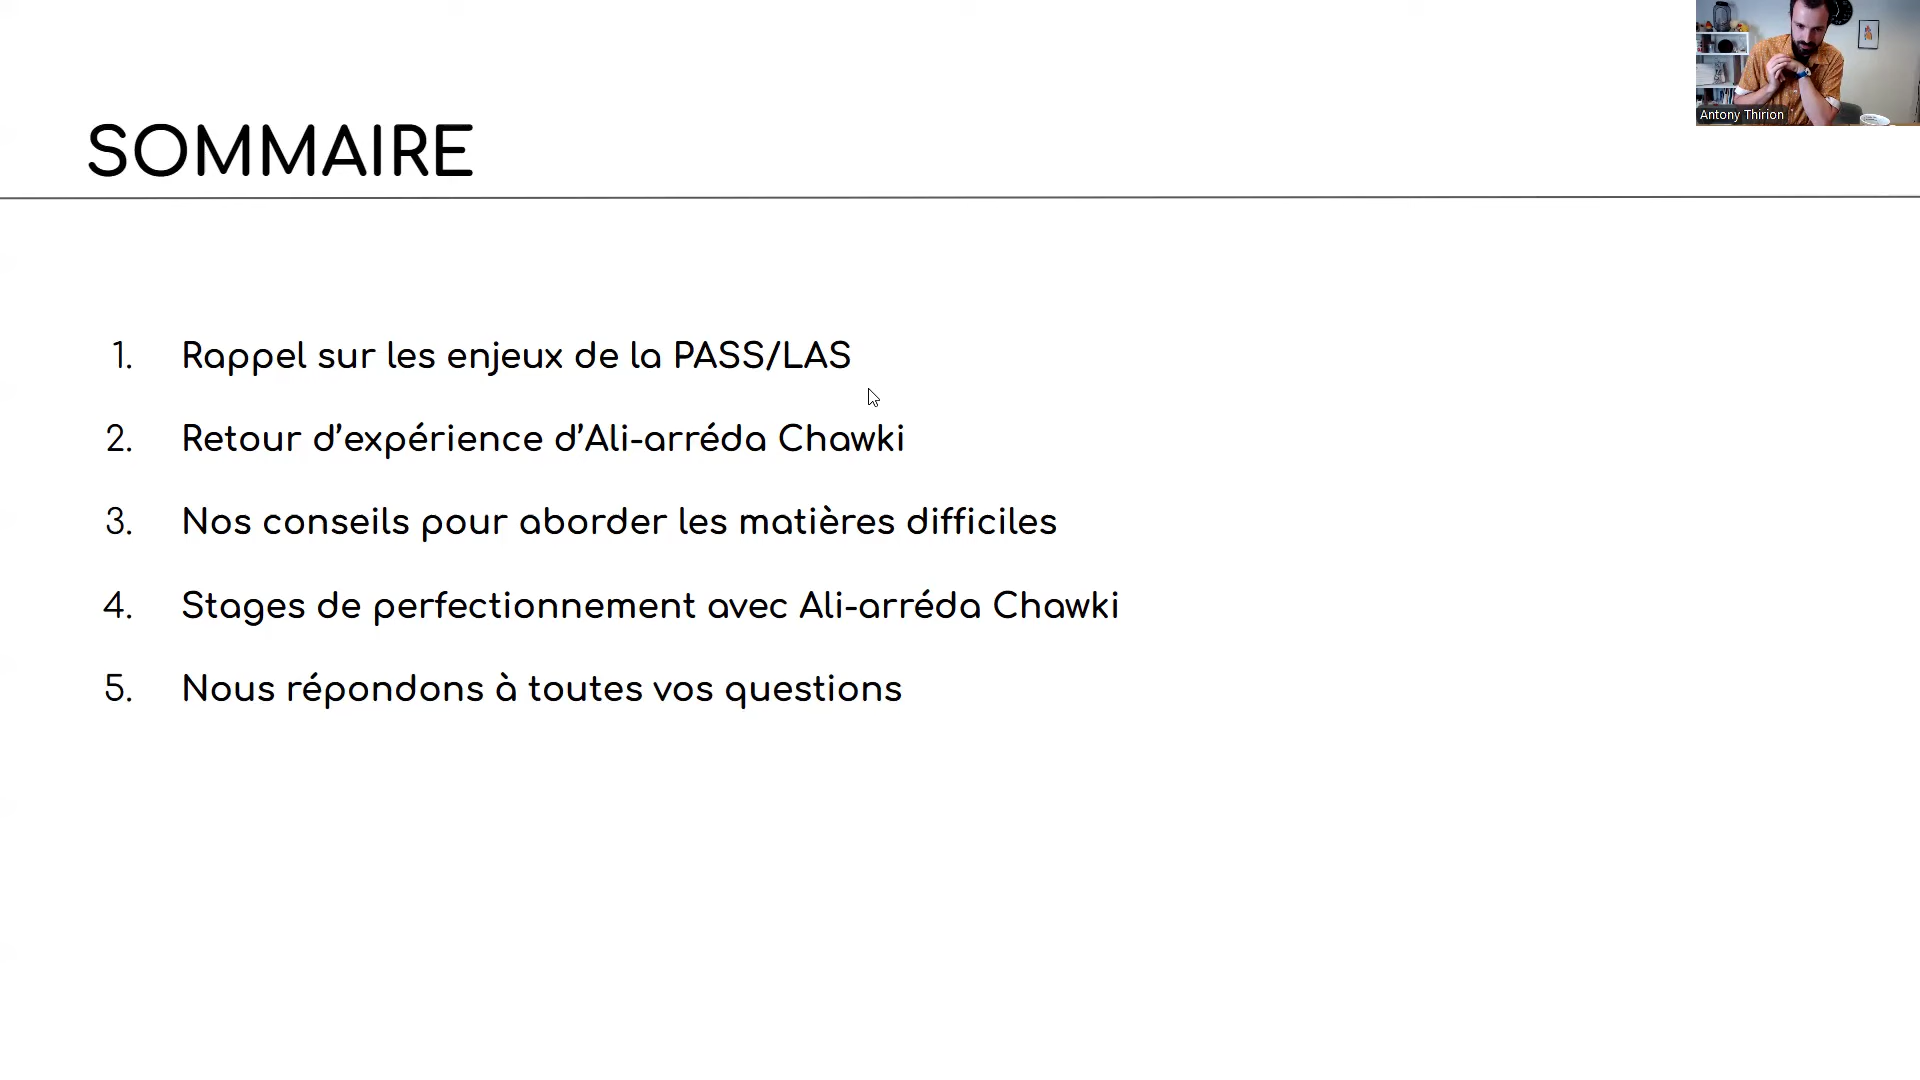 Antony Thirion
SOMMAIRE
1. Rappel sur les enjeux de la PASS/LAS
2. Retour d’expérience d’Ali-arréda Chawki
3. Nos conseils pour aborder les matières difficiles
4. Stages de perfectionnement avec Ali-arréda Chawki
5. Nous répondons à toutes vos questions